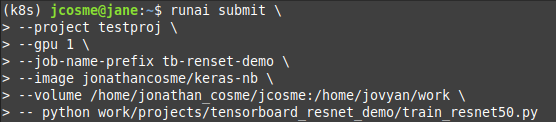 (k8s) jcosme@jane:~$ runai submit \
> --project testproj \
> --gpu 1 \
> --job-name-prefix tb-renset-demo \
> --image jonathancosme/keras-nb \
> --volume /home/jonathan_cosme/jcosme:/home/jovyan/work \
> -- python work/projects/tensorboard_resnet_demo/train_resnet50.py